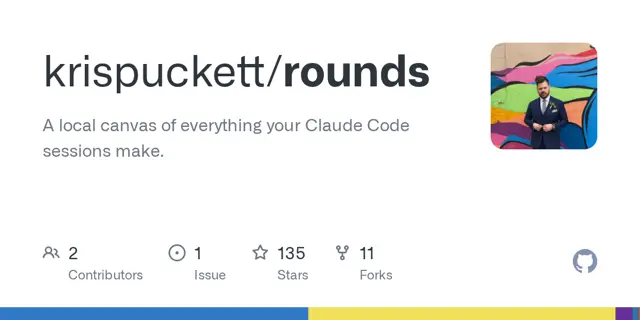 krispuckett/rounds
A local canvas of everything your Claude Code
sessions make.
2
Contributors
1
Issue
135
Stars
11
Forks